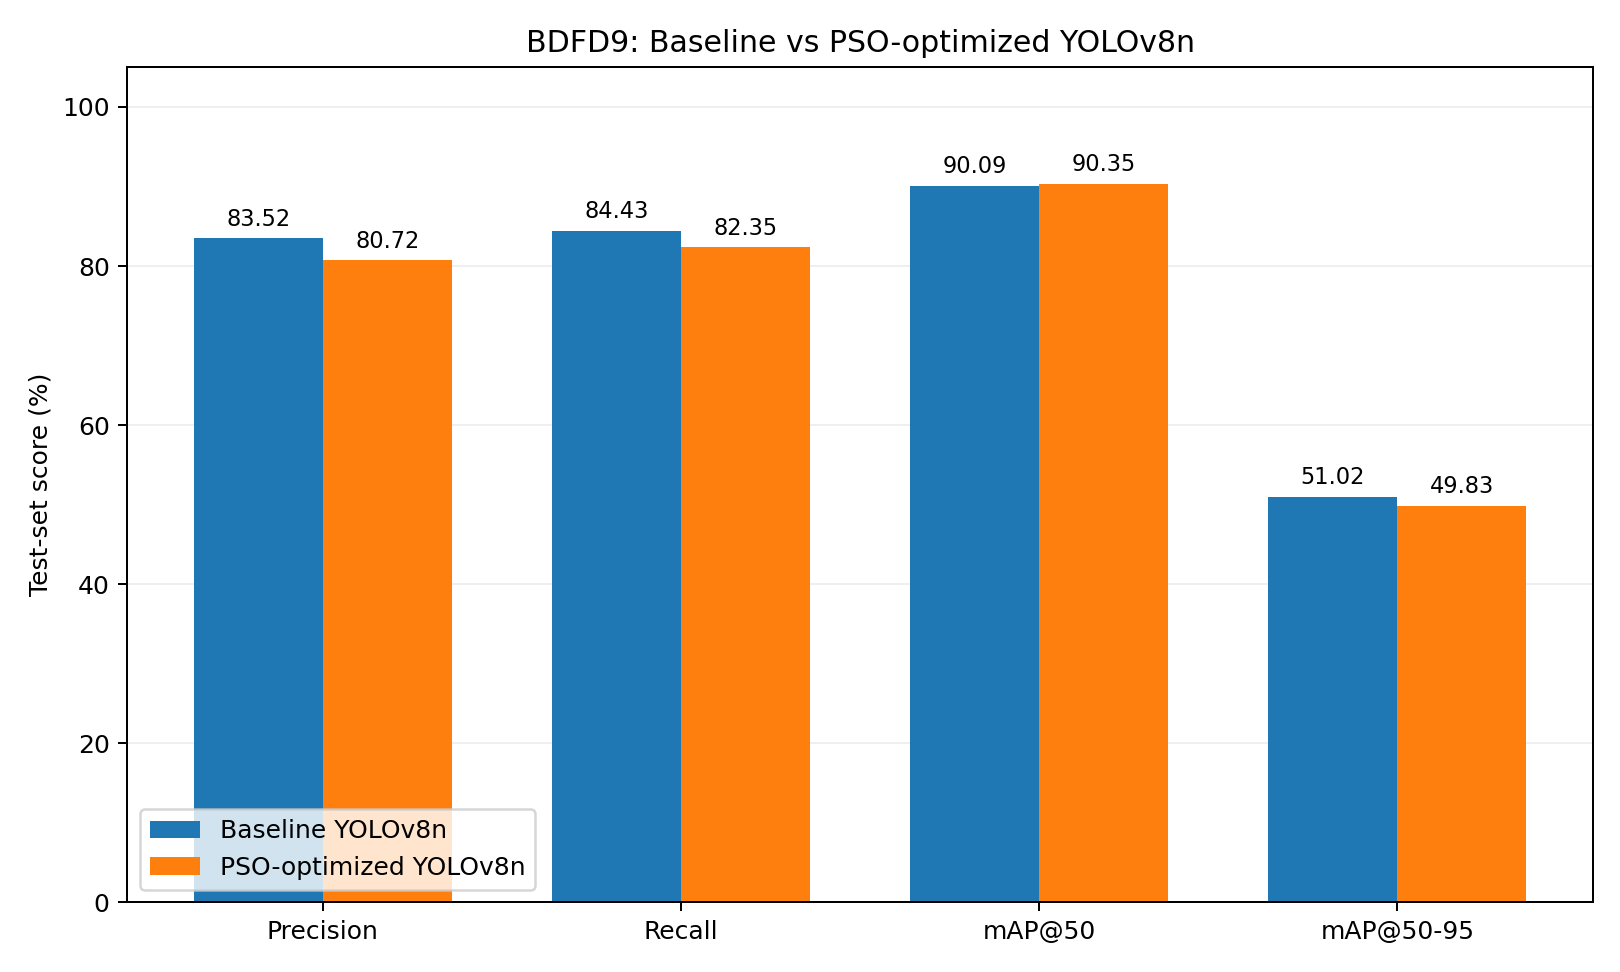 BDFD9: Baseline vs PSO-optimized YOLOv8n
Test-set score (%)
100
80
60
40
20
0
83.52
80.72
84.43
82.35
90.09
90.35
51.02
49.83
Baseline YOLOv8n
PSO-optimized YOLOv8n
Precision
Recall
mAP@50
mAP@50-95